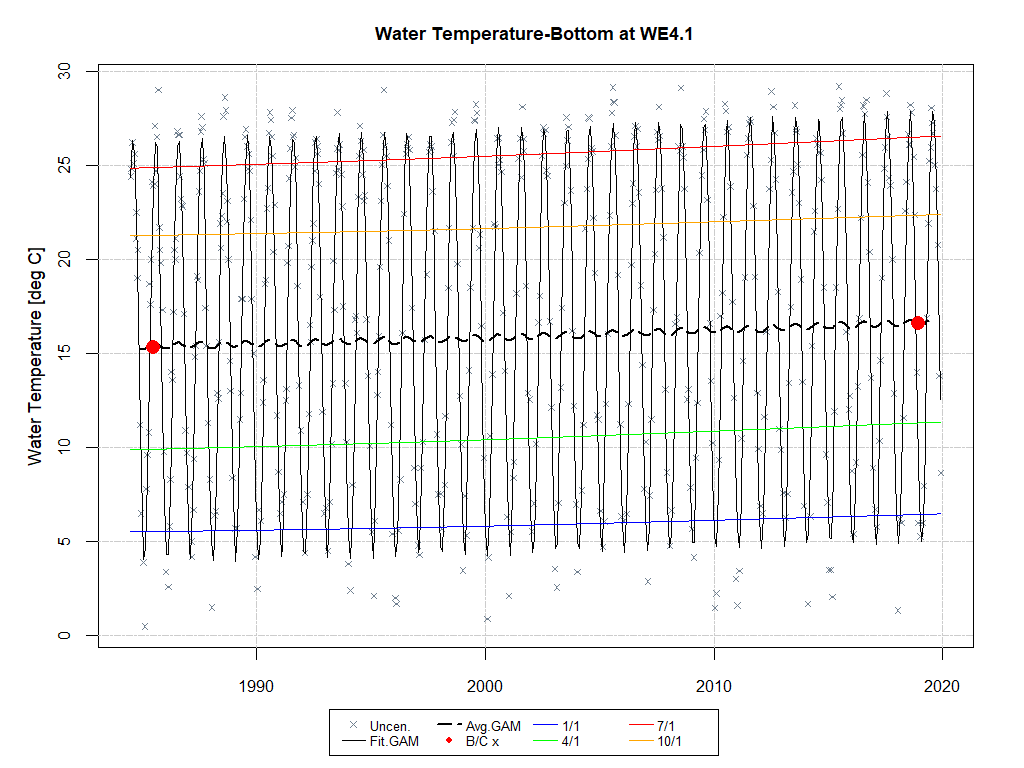 Water Temperature-Bottom at WE4.1
Water Temperature [deg C]
30
25
20
15
10
5
0
1990 2000 2010 2020
Uncen. Avg.GAM 1/1 7/1
Fit.GAM B/C x 4/1 10/1